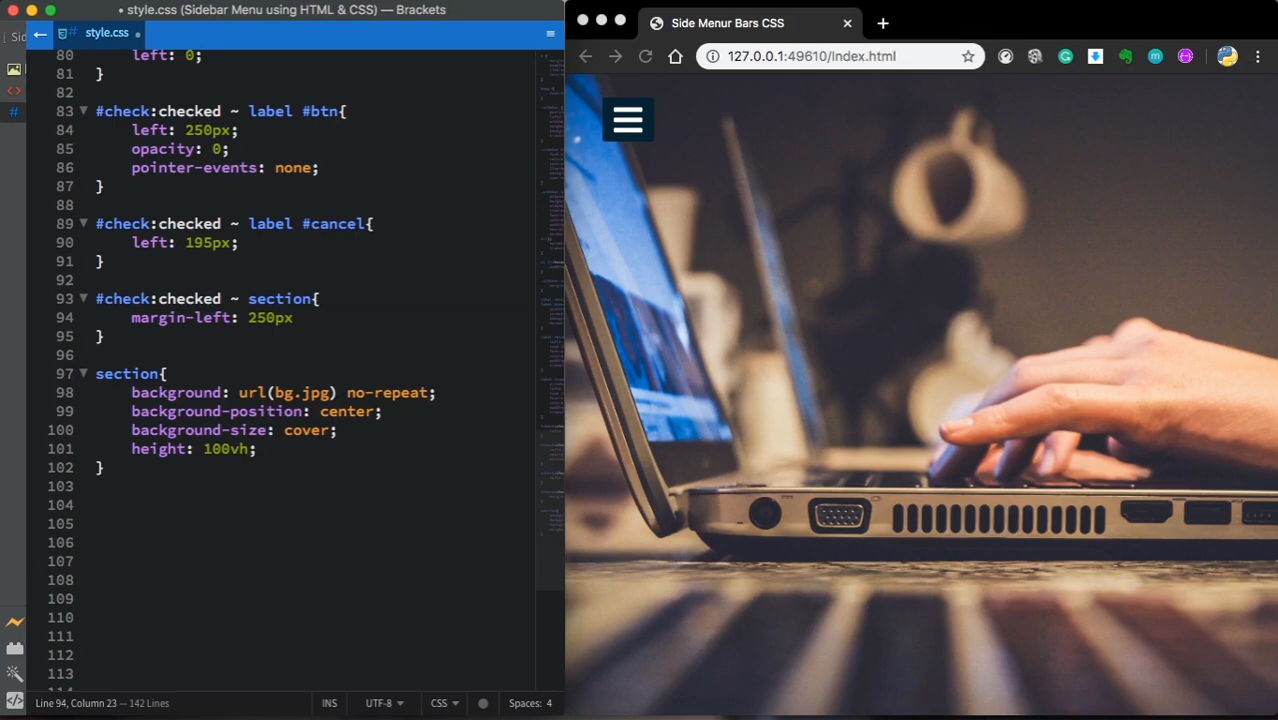 • style.css (Sidebar Menu using HTML & CSS) — Brackets
Sid
style.css •
80 left: 0;
81 }
82
83 #check:checked ~ label #btn{
84 left: 250px;
85 opacity: 0;
86 pointer-events: none;
87 }
88
89 #check:checked ~ label #cancel{
90 left: 195px;
91 }
92
93 #check:checked ~ section{
94 margin-left: 250px
95 }
96
97 section{
98 background: url(bg.jpg) no-repeat;
99 background-position: center;
100 background-size: cover;
101 height: 100vh;
102 }
103
104
105
106
107
108
109
110
111
112
113
114
Line 94, Column 23 — 142 Lines
INS
UTF-8
CSS
Spaces: 4
Side Menur Bars CSS
127.0.0.1:49610/index.html